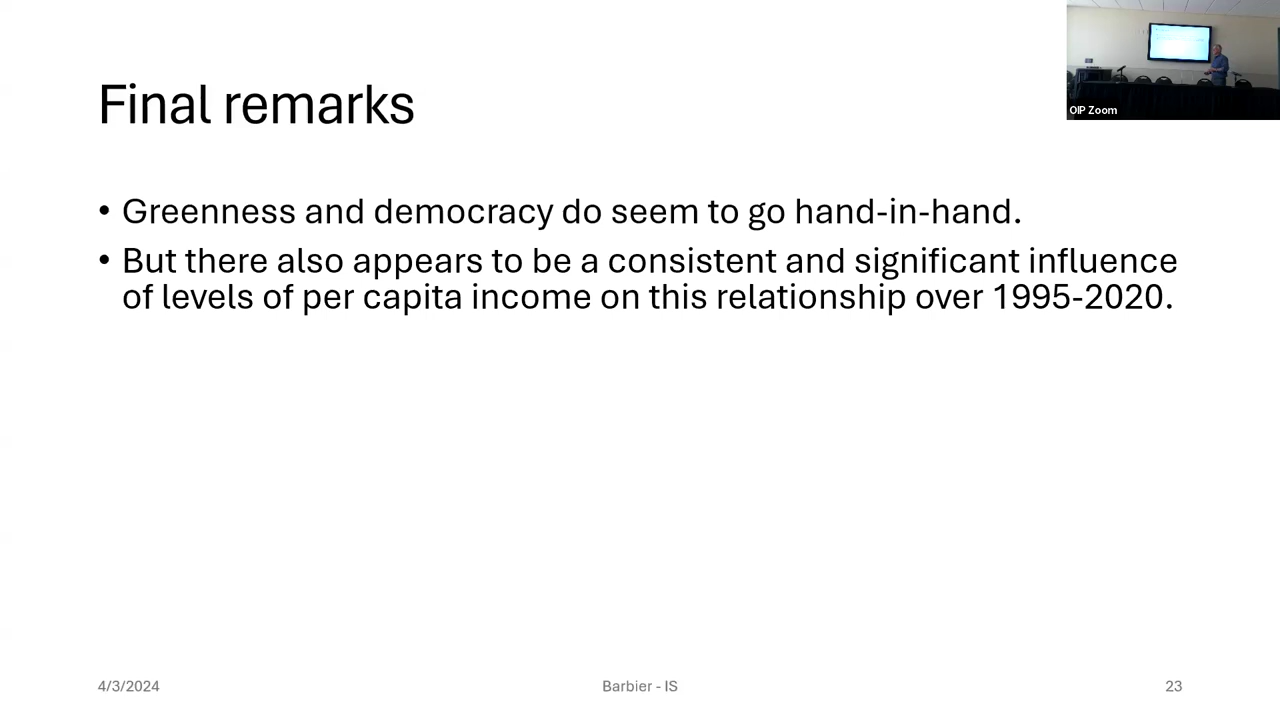 OIP Zoom
Final remarks
• Greenness and democracy do seem to go hand-in-hand.
• But there also appears to be a consistent and significant influence
of levels of per capita income on this relationship over 1995-2020.
4/3/2024
Barbier - IS
23